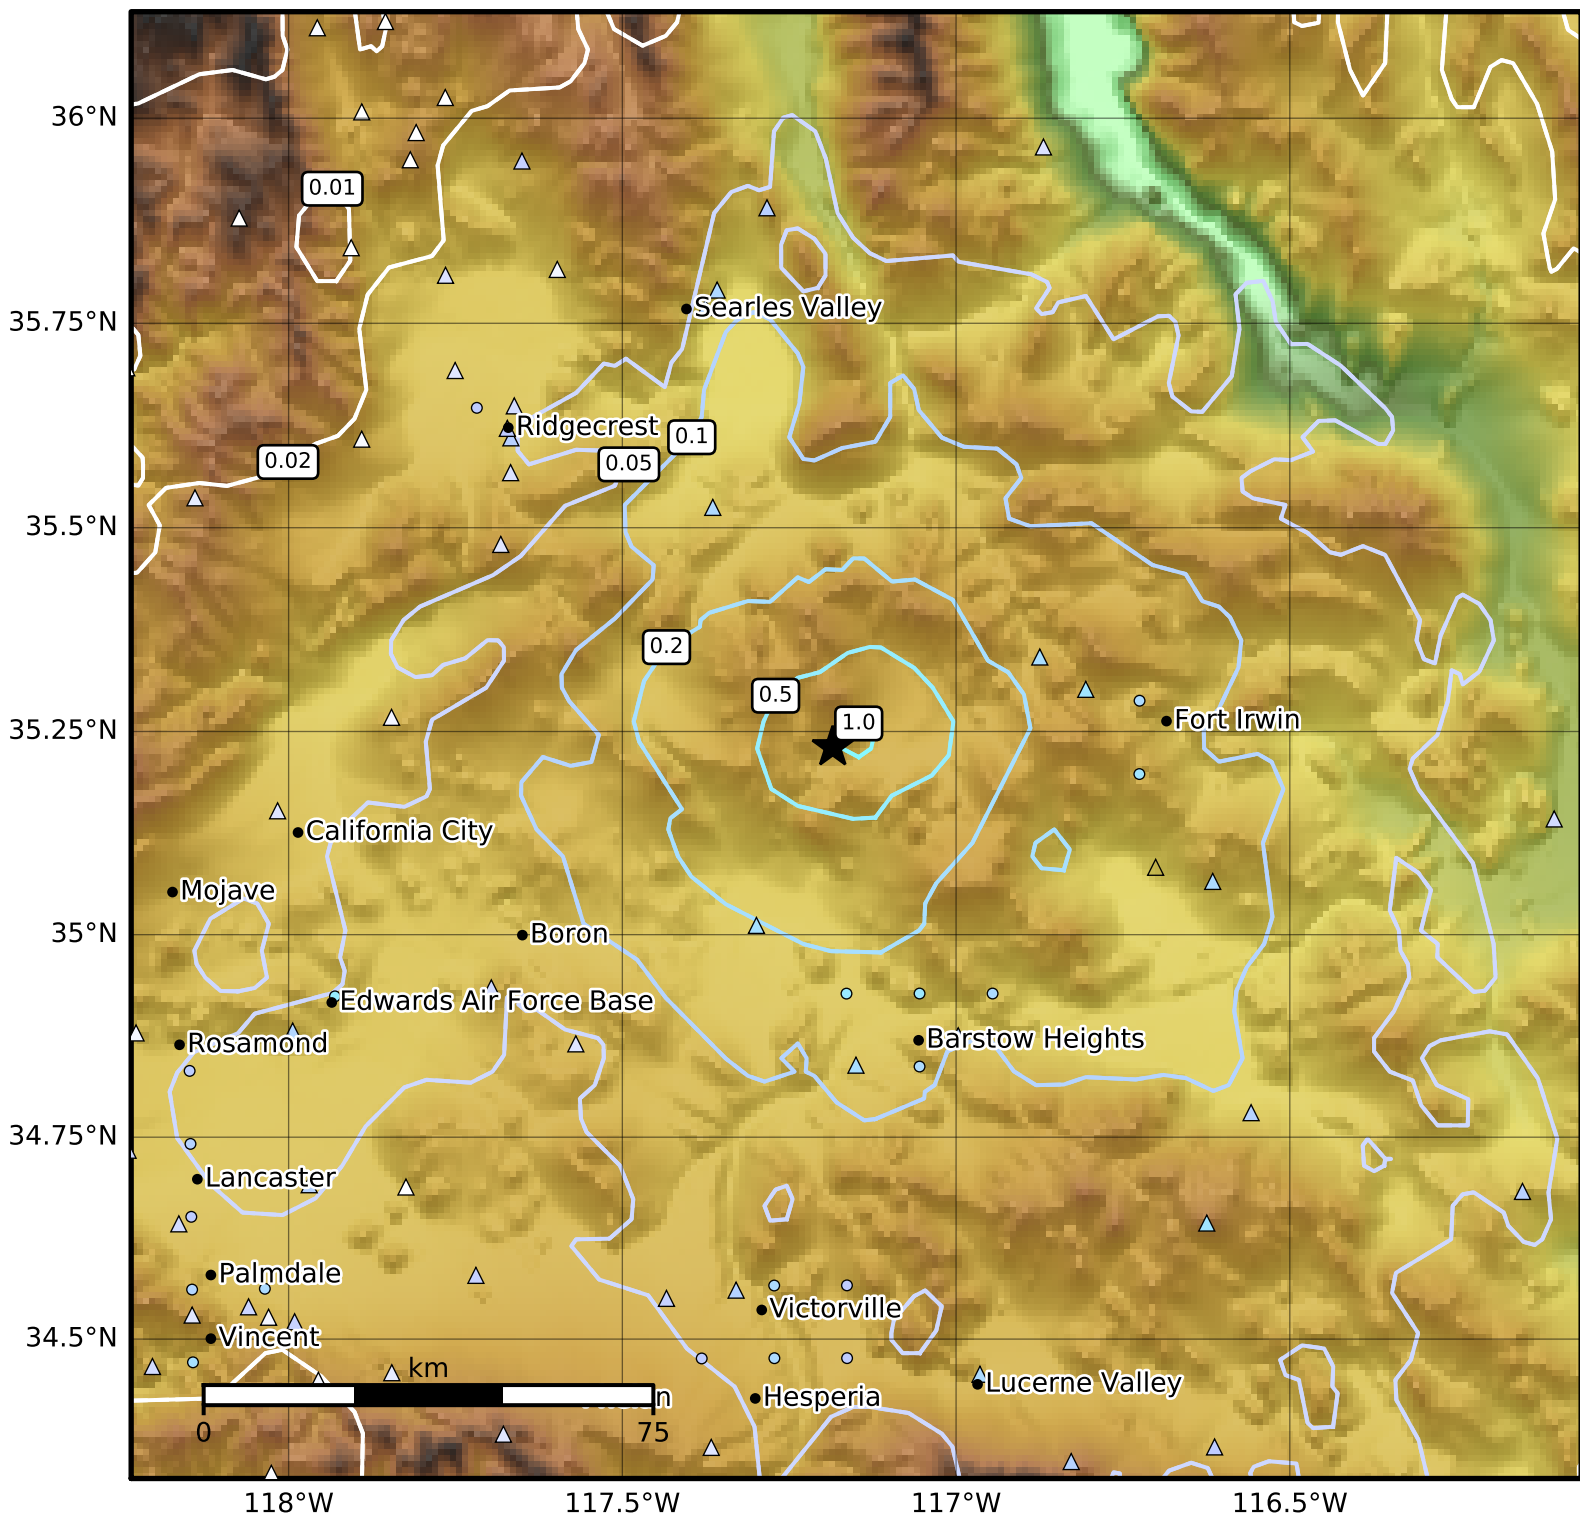 36°N
0.01
35.75°N
Searles Valley
Ridgecrest
0.1
0.02
0.05
35.5°N
0.2
0.5
1.0
35.25°N
Fort Irwin
California City
Mojave
35°N
Boron
Edwards Air Force Base
Rosamond
Barstow Heights
34.75°N
Lancaster
Palmdale
Victorville
34.5°N
Vincent
km
Lucerne Valley
Hesperia
0
75
118°W
117.5°W
117°W
116.5°W